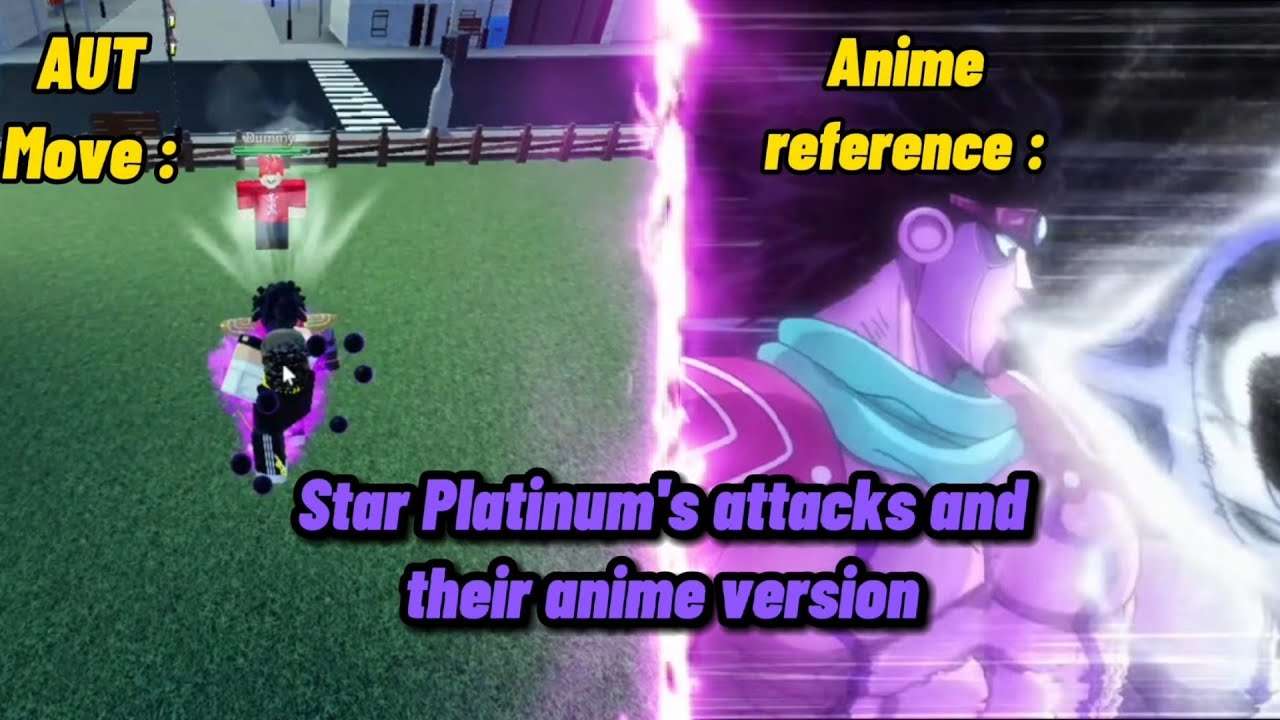 AUT
Move :
Anime
reference :
Dummy
Star Platinum's attacks and
their anime version